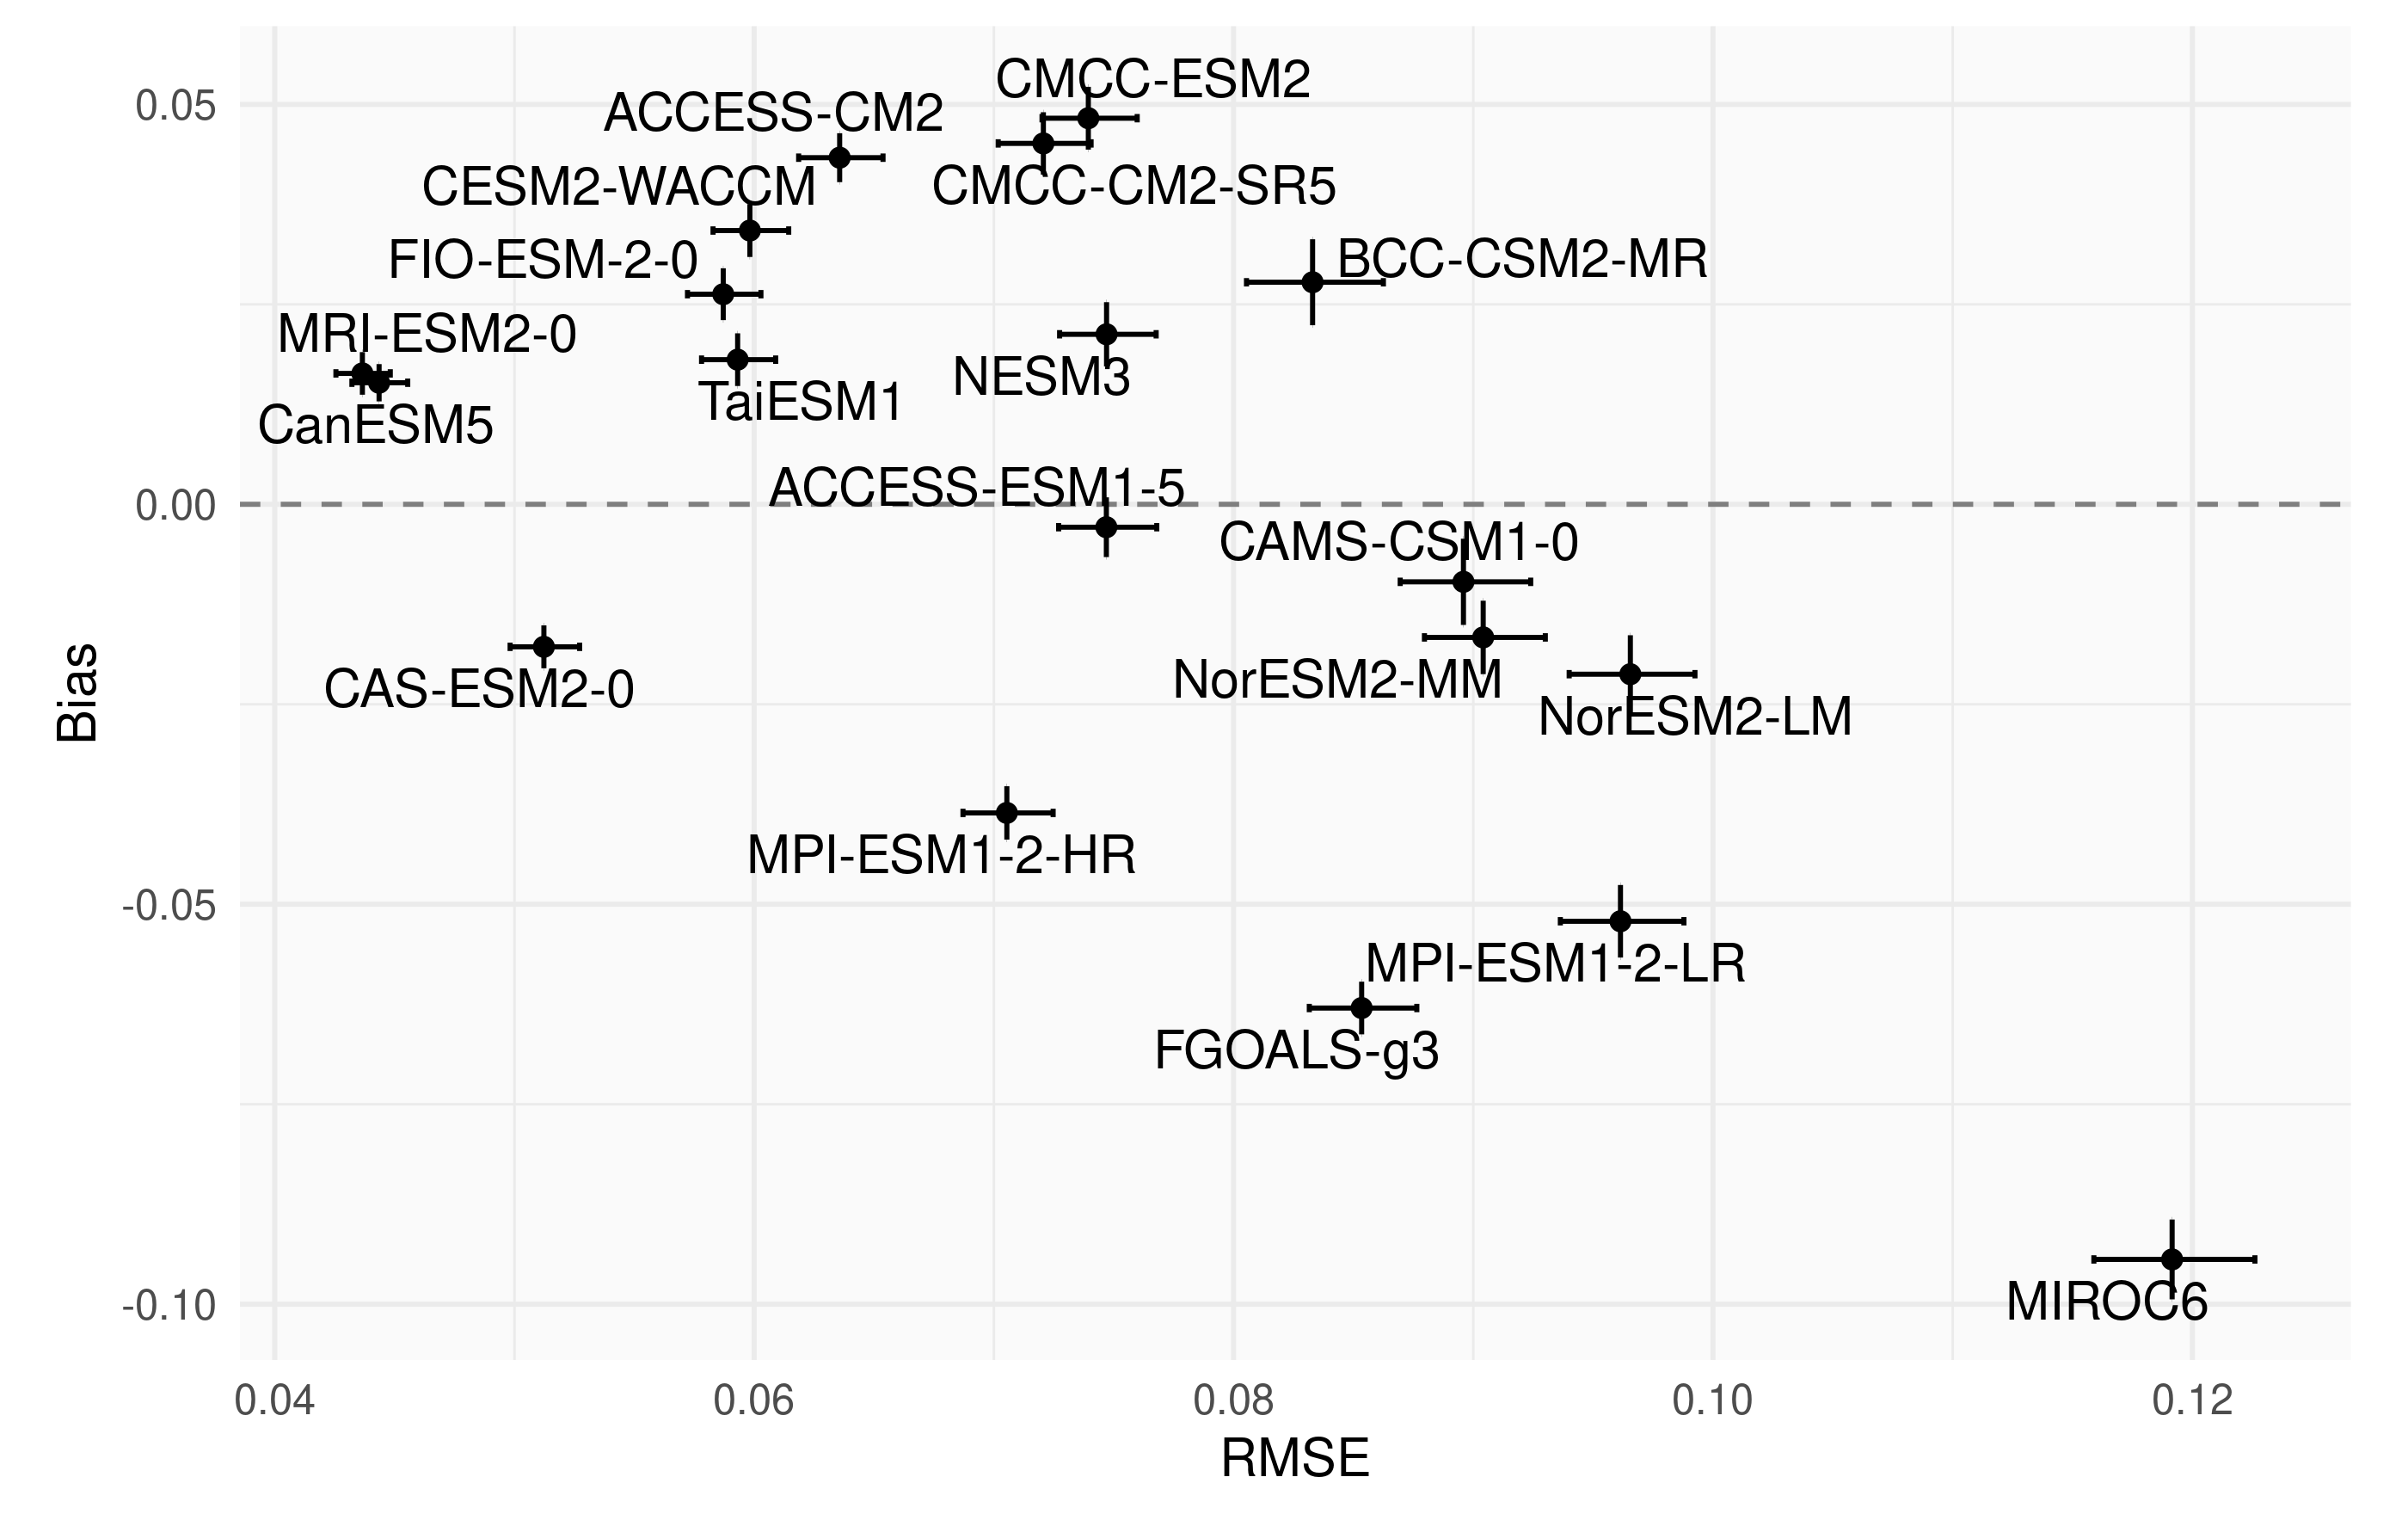 CMCC-ESM2
0.05
ACCESS-CM2
CESM2-WACCM
CMCC-CM2-SR5
FIO-ESM-2-0
BCC-CSM2-MR
MRI-ESM2-0
NESM3
TaiESM1
CanESM5
ACCESS-ESM1-5
0.00
CAMS-CSM1-0
NorESM2-MM
CAS-ESM2-0
Bias
NorESM2-LM
MPI-ESM1-2-HR
-0.05
MPI-ESM1-2-LR
FGOALS-g3
MIROC6
-0.10
0.04 0.06 0.08 0.10 0.12
RMSE